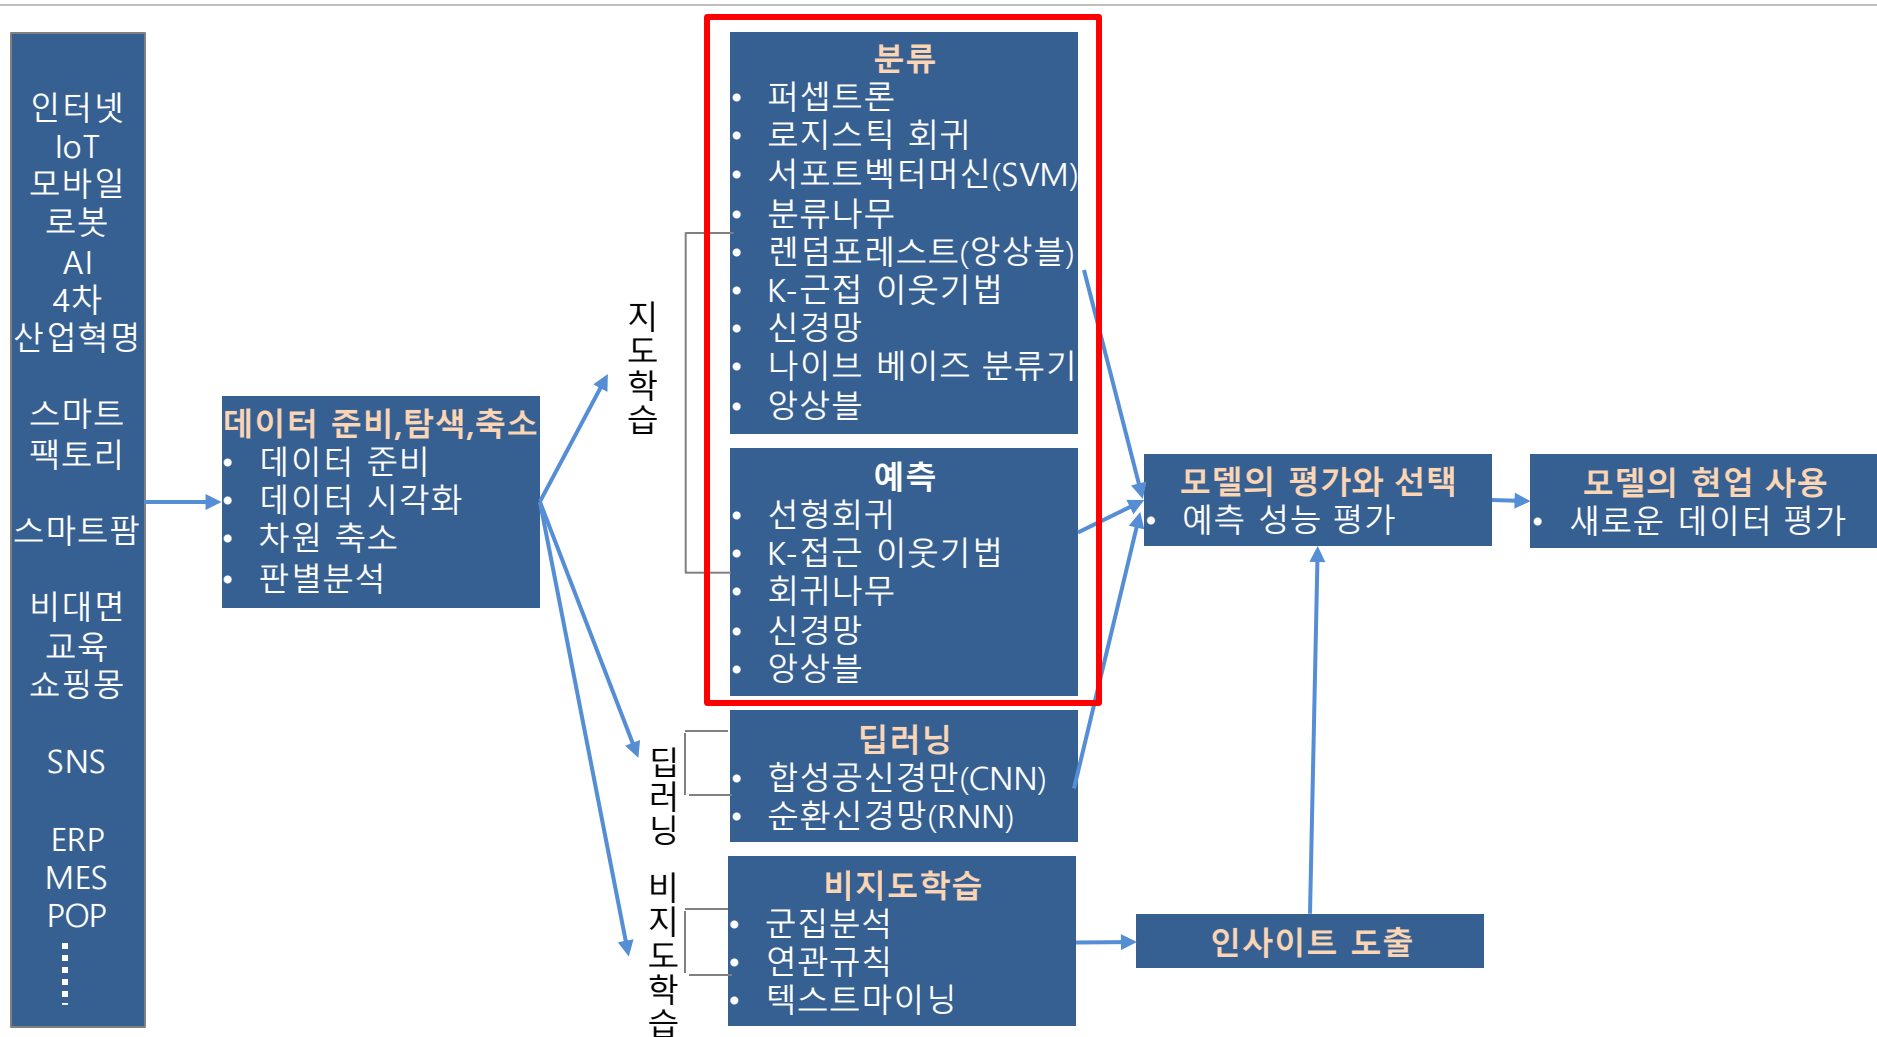 인터넷
IoT
모바일
로봇
AI
4차
산업혁명
스마트
팩토리
스마트팜
비대면
교육
쇼핑몽
SNS
ERP
MES
POP
데이터 준비,탐색,축소
• 데이터 준비
• 데이터 시각화
• 차원 축소
• 판별분석
지도학습
분류
• 퍼셉트론
• 로지스틱 회귀
• 서포트벡터머신(SVM)
• 분류나무
• 렌덤포레스트(앙상블)
• K-근접 이웃기법
• 신경망
• 나이브 베이즈 분류기
• 앙상블
예측
• 선형회귀
• K-접근 이웃기법
• 회귀나무
• 신경망
• 앙상블
딥러닝
딥러닝
• 합성공신경만(CNN)
• 순환신경망(RNN)
비지도학습
비지도학습
• 군집분석
• 연관규칙
• 텍스트마이닝
인사이트 도출
모델의 평가와 선택
• 예측 성능 평가
모델의 현업 사용
• 새로운 데이터 평가